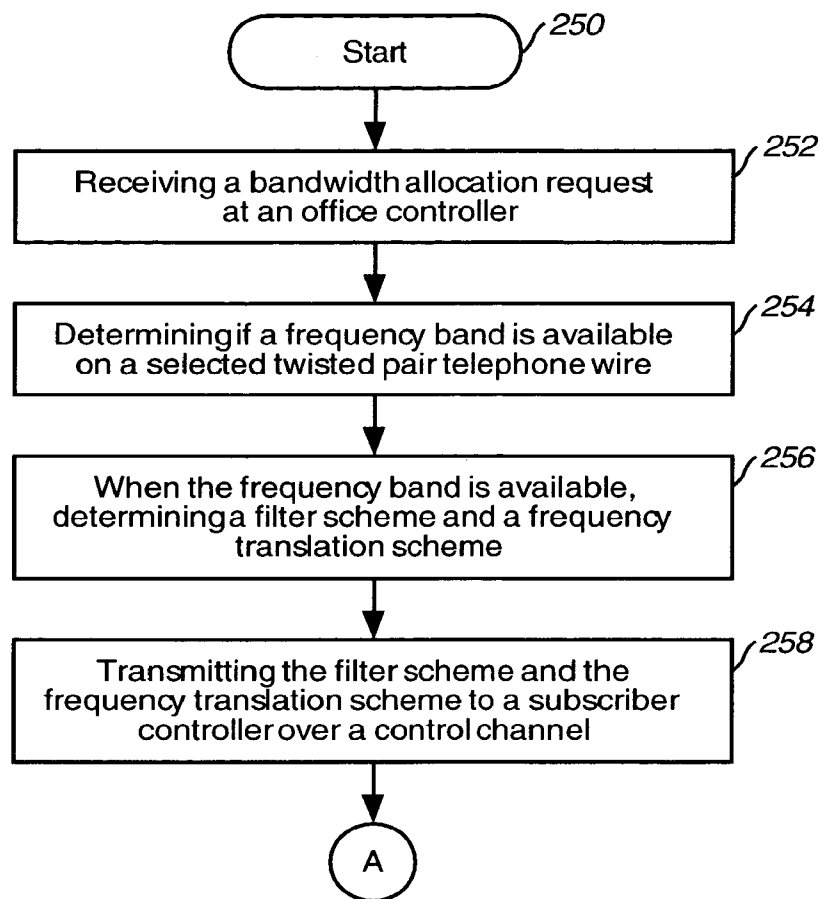 Start
250
252
Receiving a bandwidth allocation request
at an office controller
254
Determining if a frequency band is available
on a selected twisted pair telephone wire
256
When the frequency band is available,
determining a filter scheme and a frequency
translation scheme
258
Transmitting the filter scheme and the
frequency translation scheme to a subscriber
controller over a control channel
A